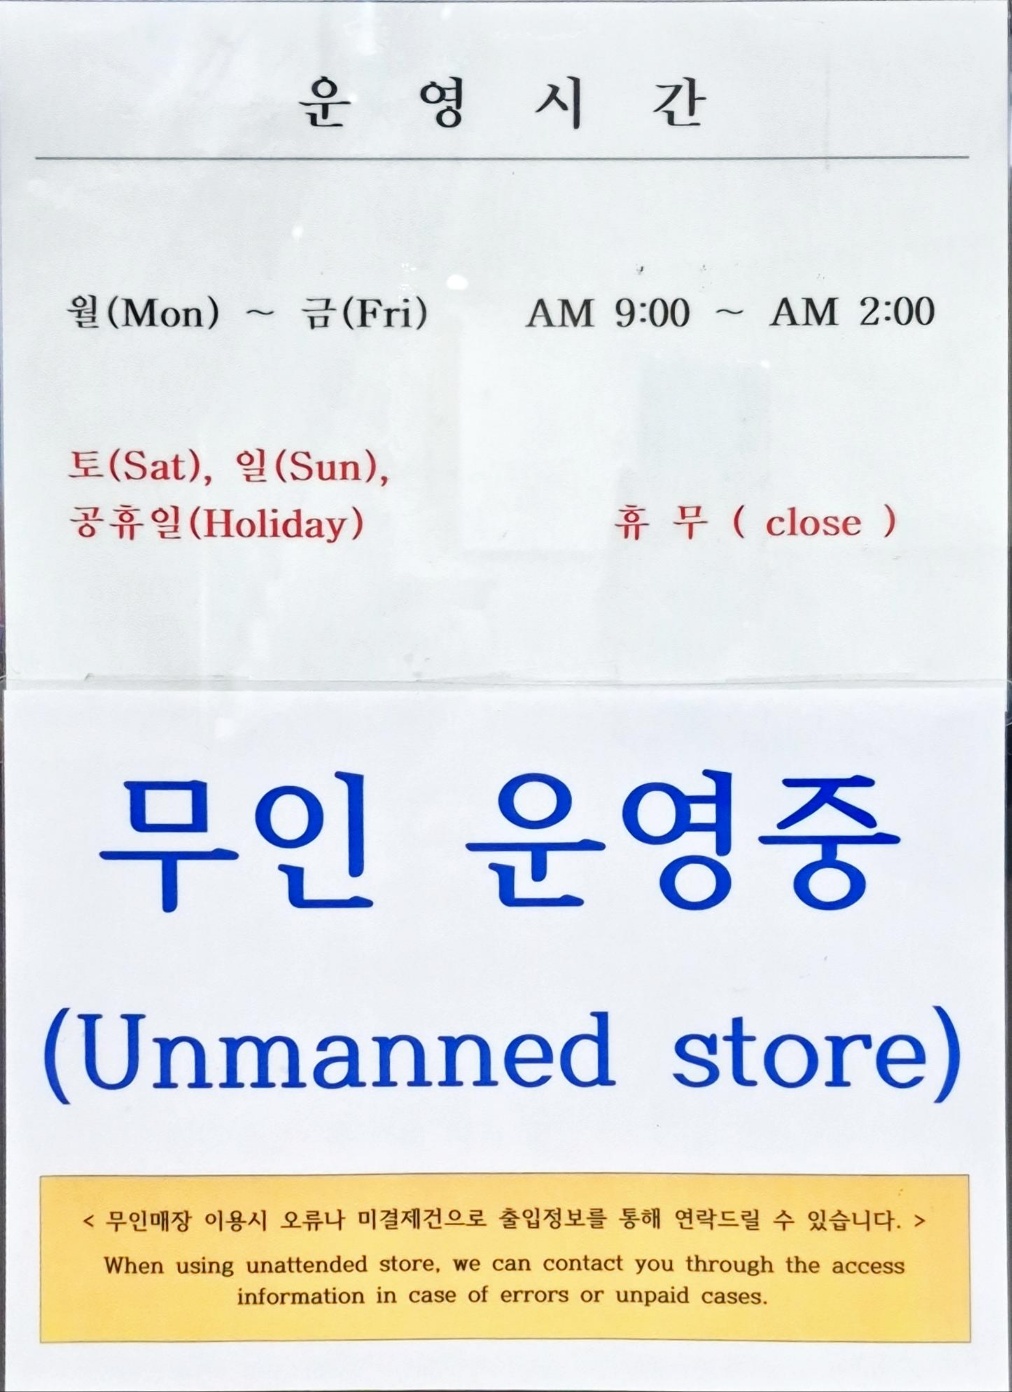 운 영 시 간
월(Mon) ~ 금(Fri) AM 9:00 ~ AM 2:00
토(Sat), 일(Sun),
공휴일(Holiday) 휴 무 ( close )
무인 운영중
(Unmanned store)
< 무인매장 이용시 오류나 미결제건으로 출입정보를 통해 연락드릴 수 있습니다. >
When using unattended store, we can contact you through the access
information in case of errors or unpaid cases.